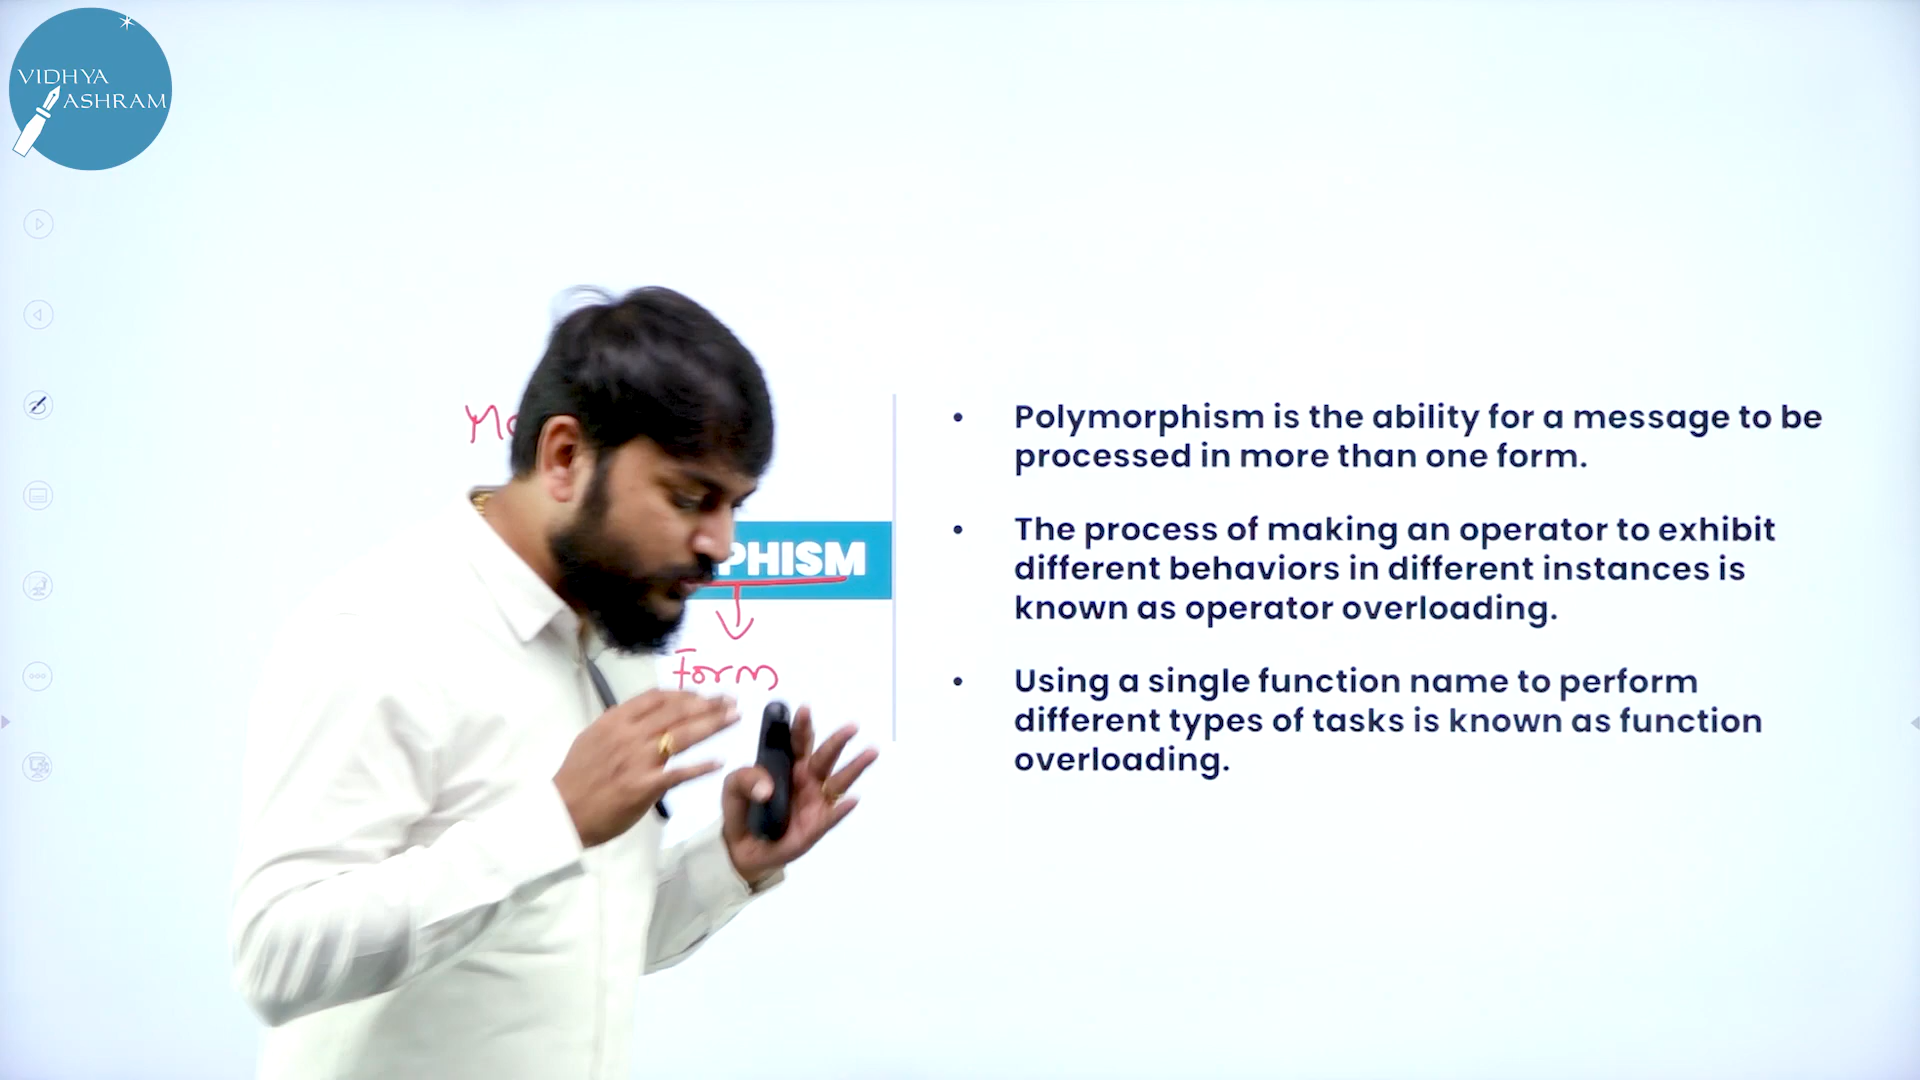 VIDHYA
ASHRAM
PHISM
Form
• Polymorphism is the ability for a message to be
processed in more than one form.
• The process of making an operator to exhibit
different behaviors in different instances is
known as operator overloading.
• Using a single function name to perform
different types of tasks is known as function
overloading.